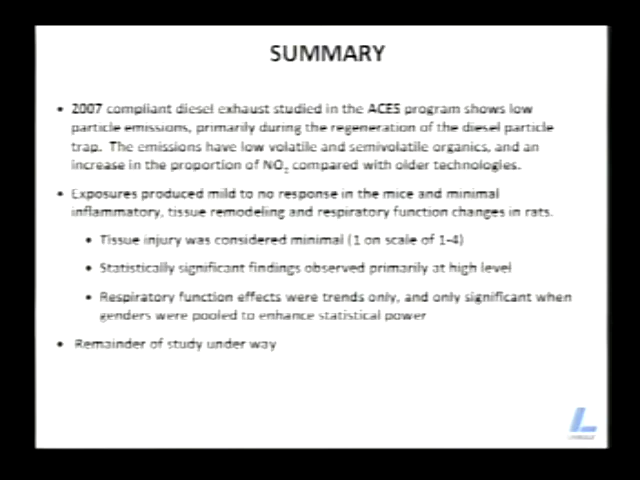 SUMMARY
• 2007 compliant diesel exhaust studied in the ACES program shows low
particle emissions, primarily during the regeneration of the diesel particle
trap. The emissions have low volatile and semivolatile organics, and an
increase in the proportion of NO₂ compared with older technologies.
• Exposures produced mild to no response in the mice and minimal
inflammatory, tissue remodeling and respiratory function changes in rats.
• Tissue injury was considered minimal (1 on scale of 1-4)
• Statistically significant findings observed primarily at high level
• Respiratory function effects were trends only, and only significant when
genders were pooled to enhance statistical power
• Remainder of study under way